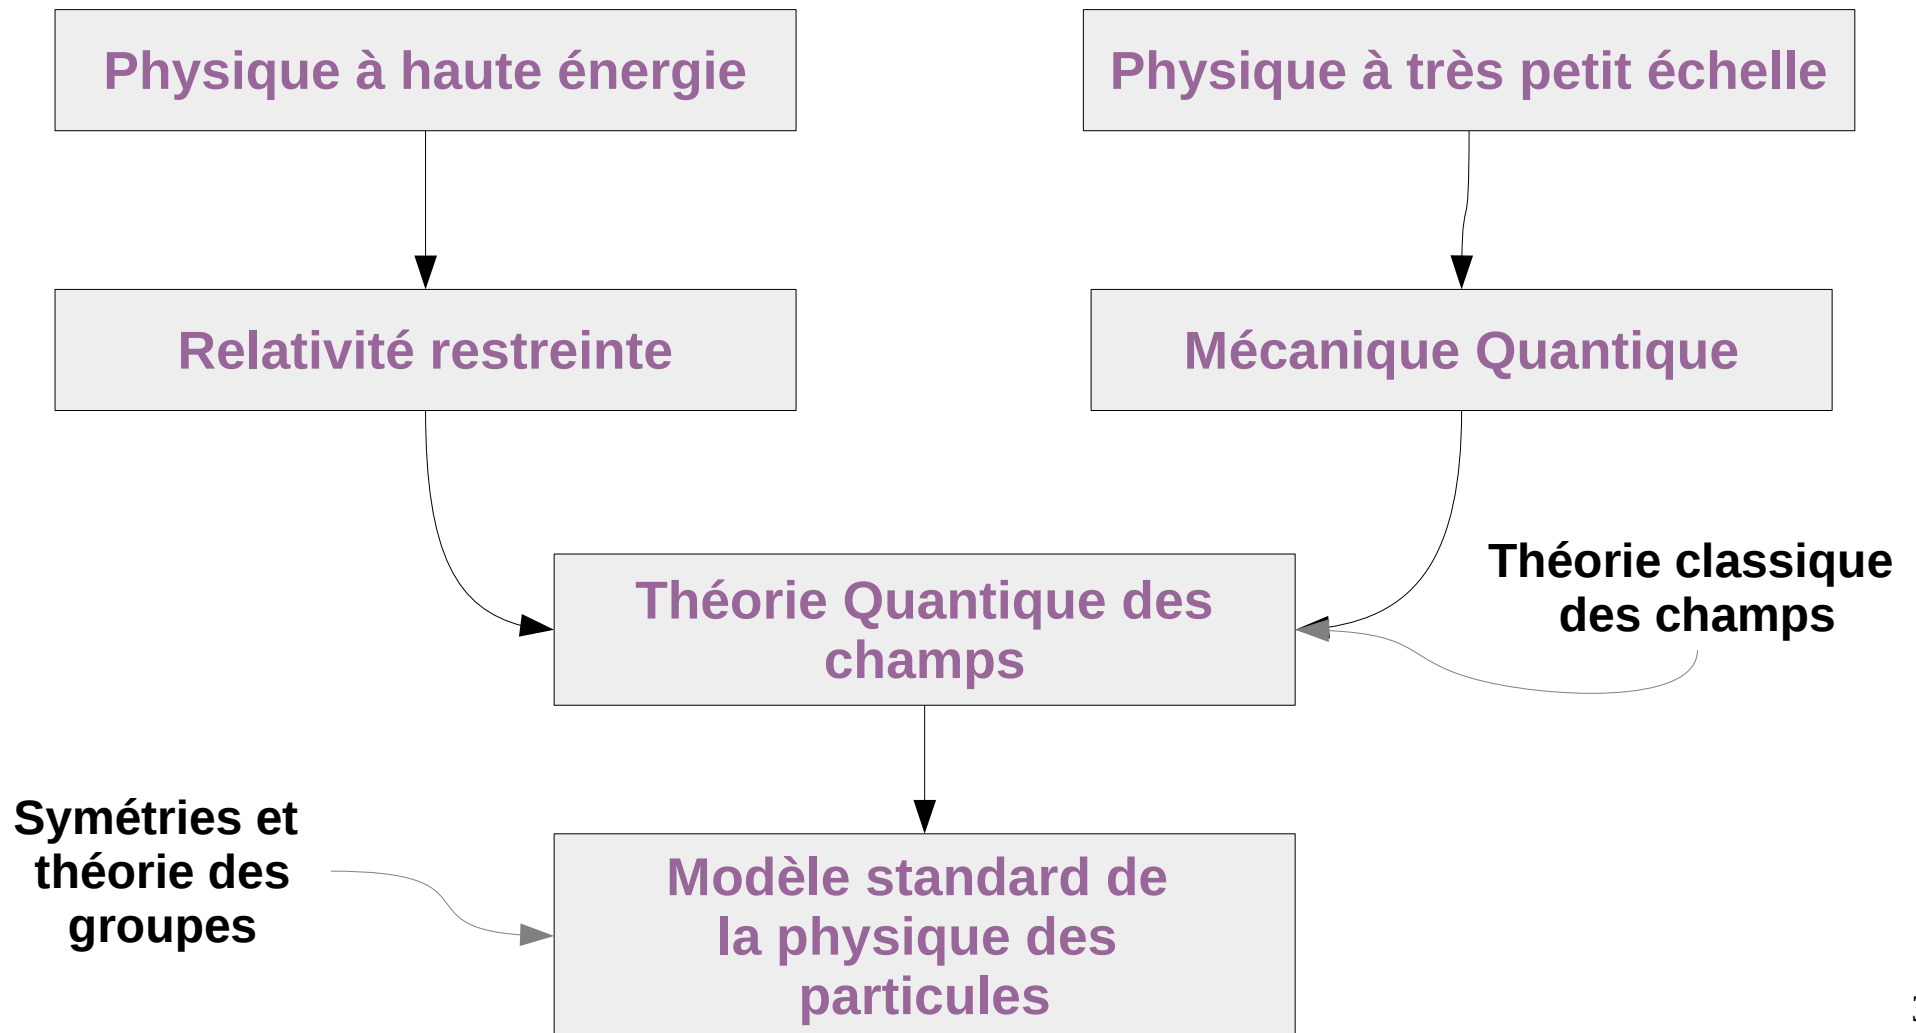 Physique à haute énergie
Physique à très petit échelle
Relativité restreinte
Mécanique Quantique
Théorie Quantique des
champs
Théorie classique
des champs
Symétries et
théorie des
groupes
Modèle standard de
la physique des
particules